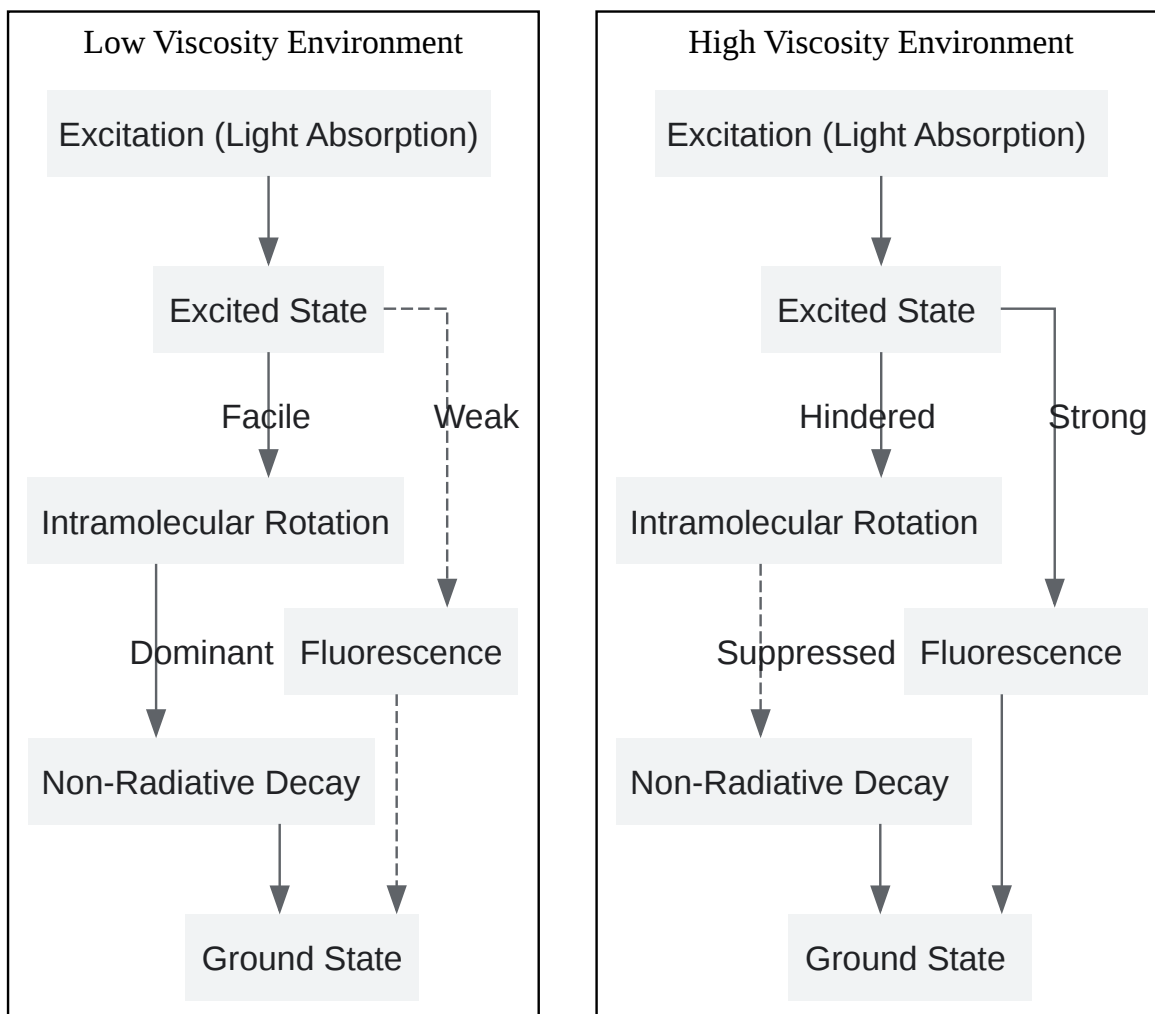 Low Viscosity Environment
Excitation (Light Absorption)
Excited State
Facile
Weak
Intramolecular Rotation
Dominant
Fluorescence
Non-Radiative Decay
Ground State
High Viscosity Environment
Excitation (Light Absorption)
Excited State
Hindered
Strong
Intramolecular Rotation
Suppressed
Fluorescence
Non-Radiative Decay
Ground State